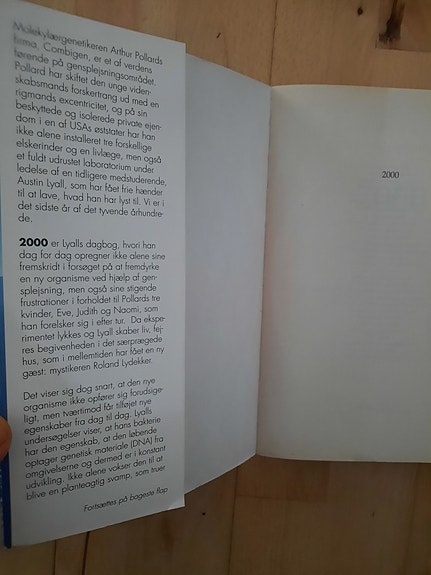 Molekylærgenetikeren Arthur Pollards
firma, Combigen, er et af verdens
førende på gensplejsningsområdet.
Pollard har skiftet den unge viden-
skabsmands forskertrang ud med en
rigmands excentricitet, og på sin
beskyttede og isolerede private ejen-
dom i en af USAs øststater har han
ikke alene installeret tre forskellige
elskerinder og en livlæge, men også
et fuldt udrustet laboratorium under
ledelse af en tidligere medstuderende,
Austin Lyall, som har fået frie hænder
til at lave, hvad han har lyst til. Vi er i
det sidste år af det tyvende århundre-
de.
2000 er Lyalls dagbog, hvori han
dag for dag opregner ikke alene sine
fremskridt i forsøget på at fremdyrke
en ny organisme ved hjælp af gen-
splejsning, men også sine stigende
frustrationer i forholdet til Pollards tre
kvinder, Eve, Judith og Naomi, som
han forelsker sig i efter tur. Da ekspe-
rimentet lykkes og Lyall skaber liv, fej-
res begivenheden i det særprægede
hus, som i mellemtiden har fået en ny
gæst: mystikeren Roland Lydekker.
Det viser sig dog snart, at den nye
organisme ikke opfører sig forudsige-
ligt, men tværtimod får tilføjet nye
egenskaber fra dag til dag. Lyalls
undersøgelser viser, at hans bakterie
har den egenskab, at den løbende
optager genetisk materiale (DNA) fra
omgivelserne og dermed er i konstant
udvikling. Ikke alene vokser den til at
blive en planteagtig svamp, som truer
Fortsættes på bageste flap
2000